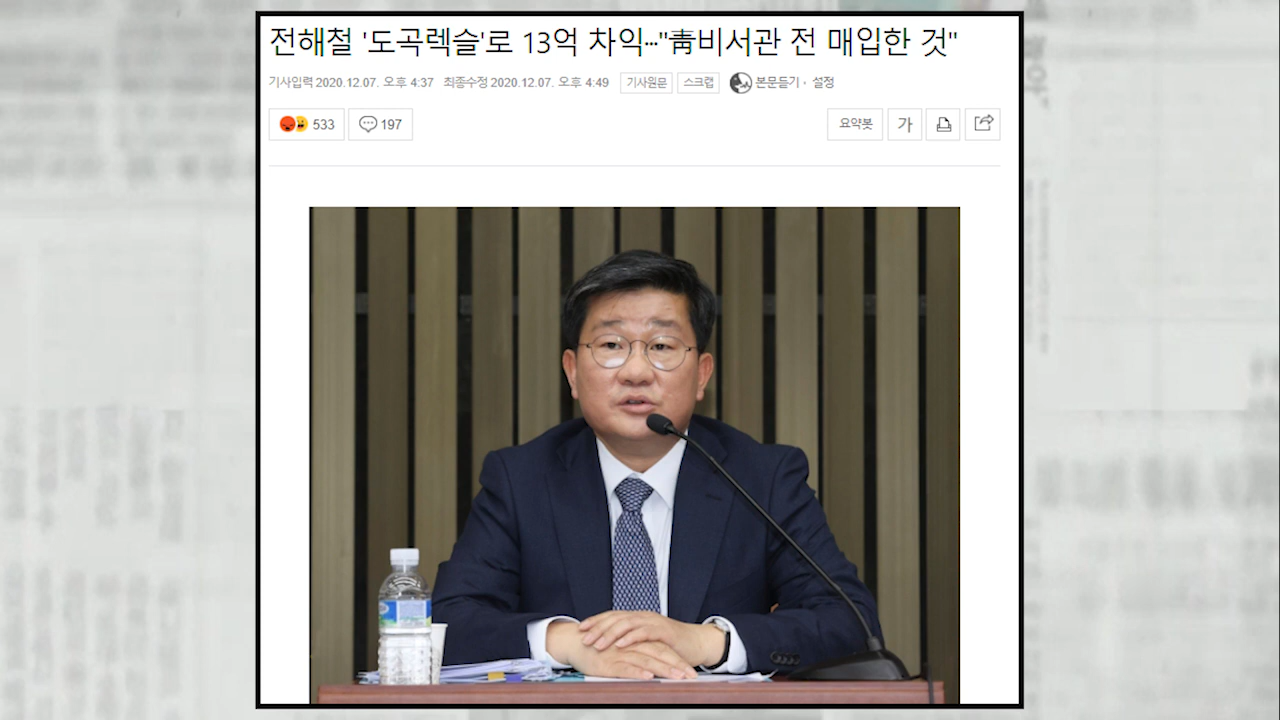 전해철 '도곡렉슬'로 13억 차익…"靑비서관 전 매입한 것"
기사입력 2020.12.07. 오후 4:37 최종수정 2020.12.07. 오후 4:49 기사원문 스크랩 본문듣기 · 설정
533 197 요약봇 가